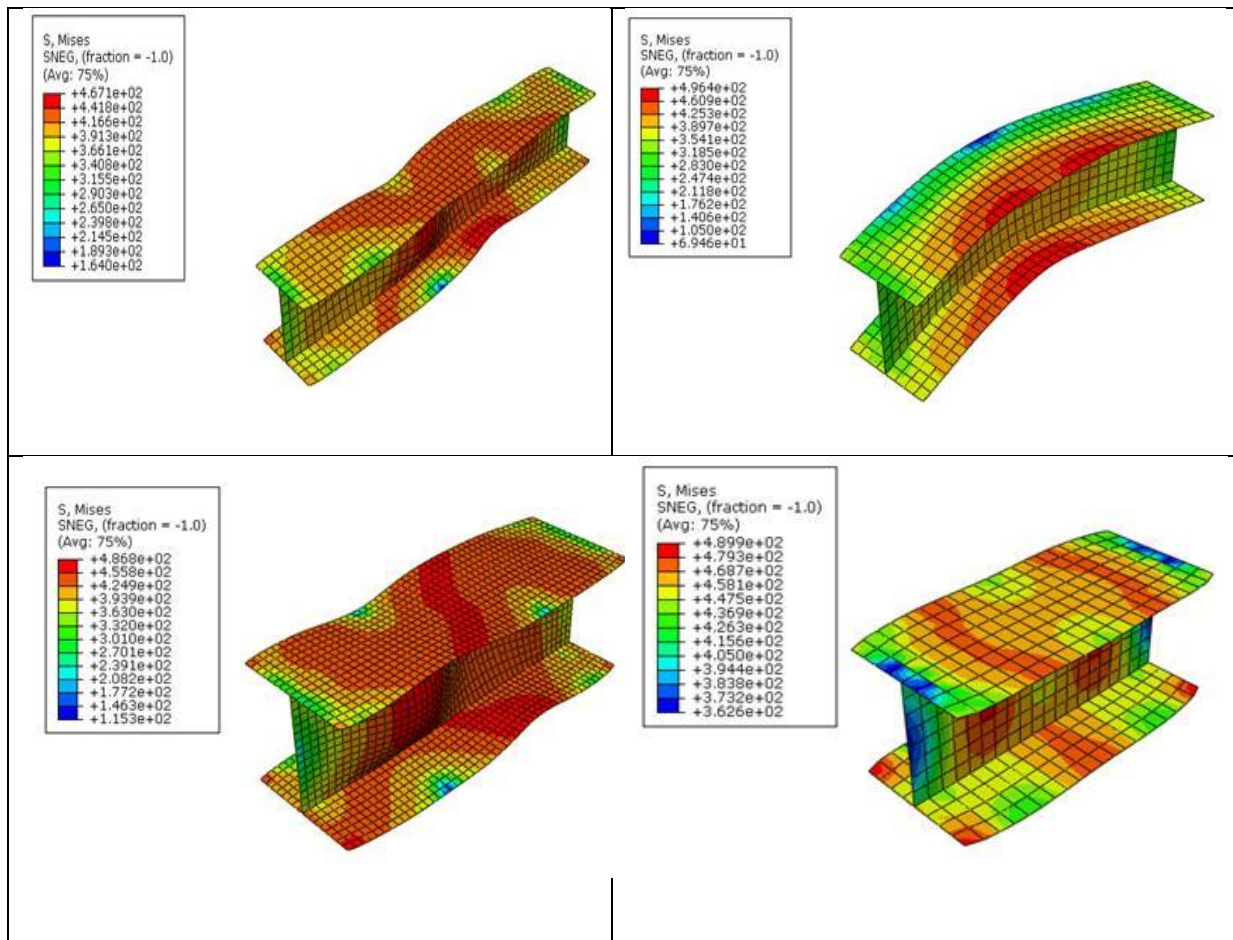 S, Mises
SNEG, (fraction = -1.0)
(Avg: 75%)
+4.671e+02
+4.418e+02
+4.166e+02
+3.913e+02
+3.661e+02
+3.408e+02
+3.155e+02
+2.903e+02
+2.650e+02
+2.398e+02
+2.145e+02
+1.893e+02
+1.640e+02
S, Mises
SNEG, (fraction = -1.0)
(Avg: 75%)
+4.964e+02
+4.609e+02
+4.253e+02
+3.897e+02
+3.541e+02
+3.185e+02
+2.830e+02
+2.474e+02
+2.118e+02
+1.762e+02
+1.406e+02
+1.050e+02
+6.946e+01
S, Mises
SNEG, (fraction = -1.0)
(Avg: 75%)
+4.868e+02
+4.558e+02
+4.249e+02
+3.939e+02
+3.630e+02
+3.320e+02
+3.010e+02
+2.701e+02
+2.391e+02
+2.082e+02
+1.772e+02
+1.463e+02
+1.153e+02
S, Mises
SNEG, (fraction = -1.0)
(Avg: 75%)
+4.899e+02
+4.793e+02
+4.687e+02
+4.581e+02
+4.475e+02
+4.369e+02
+4.263e+02
+4.156e+02
+4.050e+02
+3.944e+02
+3.838e+02
+3.732e+02
+3.626e+02